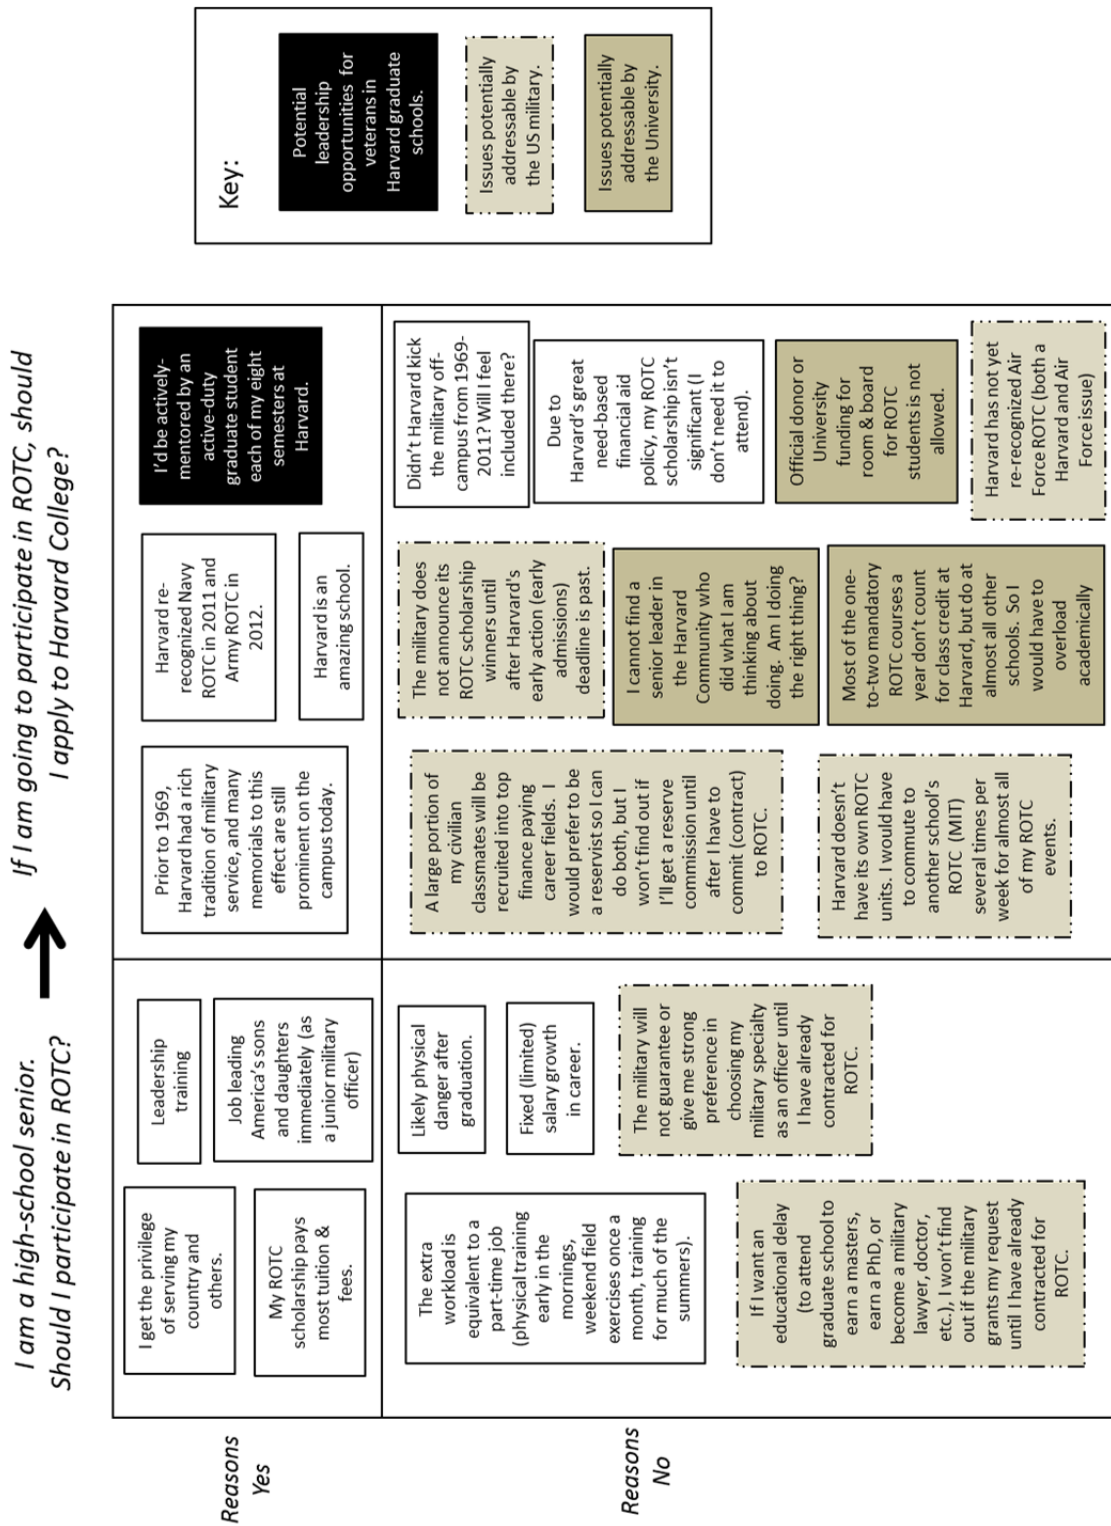 I am a high-school senior.
Should I participate in ROTC?
If I am going to participate in ROTC, should
I apply to Harvard College?
Reasons
Yes
I get the privilege
of serving my
country and
others.
My ROTC
scholarship pays
most tuition &
fees.
Leadership
training
Job leading
America's sons
and daughters
immediately (as
a junior military
officer)
Prior to 1969,
Harvard had a rich
tradition of military
service, and many
memorials to this
effect are still
prominent on the
campus today.
Harvard re-
recognized Navy
ROTC in 2011 and
Army ROTC in
2012.
Harvard is an
amazing school.
I'd be actively-
mentored by an
active-duty
graduate student
each of my eight
semesters at
Harvard.
Reasons
No
The extra
workload is
equivalent to a
part-time job
(physical training
early in the
mornings,
weekend field
exercises once a
month, training
for much of the
summers).
If I want an
educational delay
(to attend
graduate school to
earn a masters,
earn a PhD, or
become a military
lawyer, doctor,
etc.), I won't find
out if the military
grants my request
until I have already
contracted for
ROTC.
Likely physical
danger after
graduation.
Fixed (limited)
salary growth
in career.
The military will
not guarantee or
give me strong
preference in
choosing my
military specialty
as an officer until
I have already
contracted for
ROTC.
A large portion of
my civilian
classmates will be
recruited into top
finance paying
career fields. I
would prefer to be
a reservist so I can
do both, but I
won't find out if
I'll get a reserve
commission until
after I have to
commit (contract)
to ROTC.
Harvard doesn't
have its own ROTC
units. I would have
to commute to
another school's
ROTC (MIT)
several times per
week for almost all
of my ROTC
events.
The military does
not announce its
ROTC scholarship
winners until
after Harvard's
early action (early
admissions)
deadline is past.
I cannot find a
senior leader in
the Harvard
Community who
did what I am
thinking about
doing. Am I doing
the right thing?
Most of the one-
to-two mandatory
ROTC courses a
year don't count
for class credit at
Harvard, but do at
almost all other
schools. So I
would have to
overload
academically
Didn't Harvard kick
the military off-
campus from 1969-
2011? Will I feel
included there?
Due to
Harvard's great
need-based
financial aid
policy, my ROTC
scholarship isn't
significant (I
don't need it to
attend).
Official donor or
University
funding for
room & board
for ROTC
students is not
allowed.
Harvard has not yet
re-recognized Air
Force ROTC (both a
Harvard and Air
Force issue)
Key:
Potential
leadership
opportunities for
veterans in
Harvard graduate
schools.
Issues potentially
addressable by
the US military.
Issues potentially
addressable by
the University.